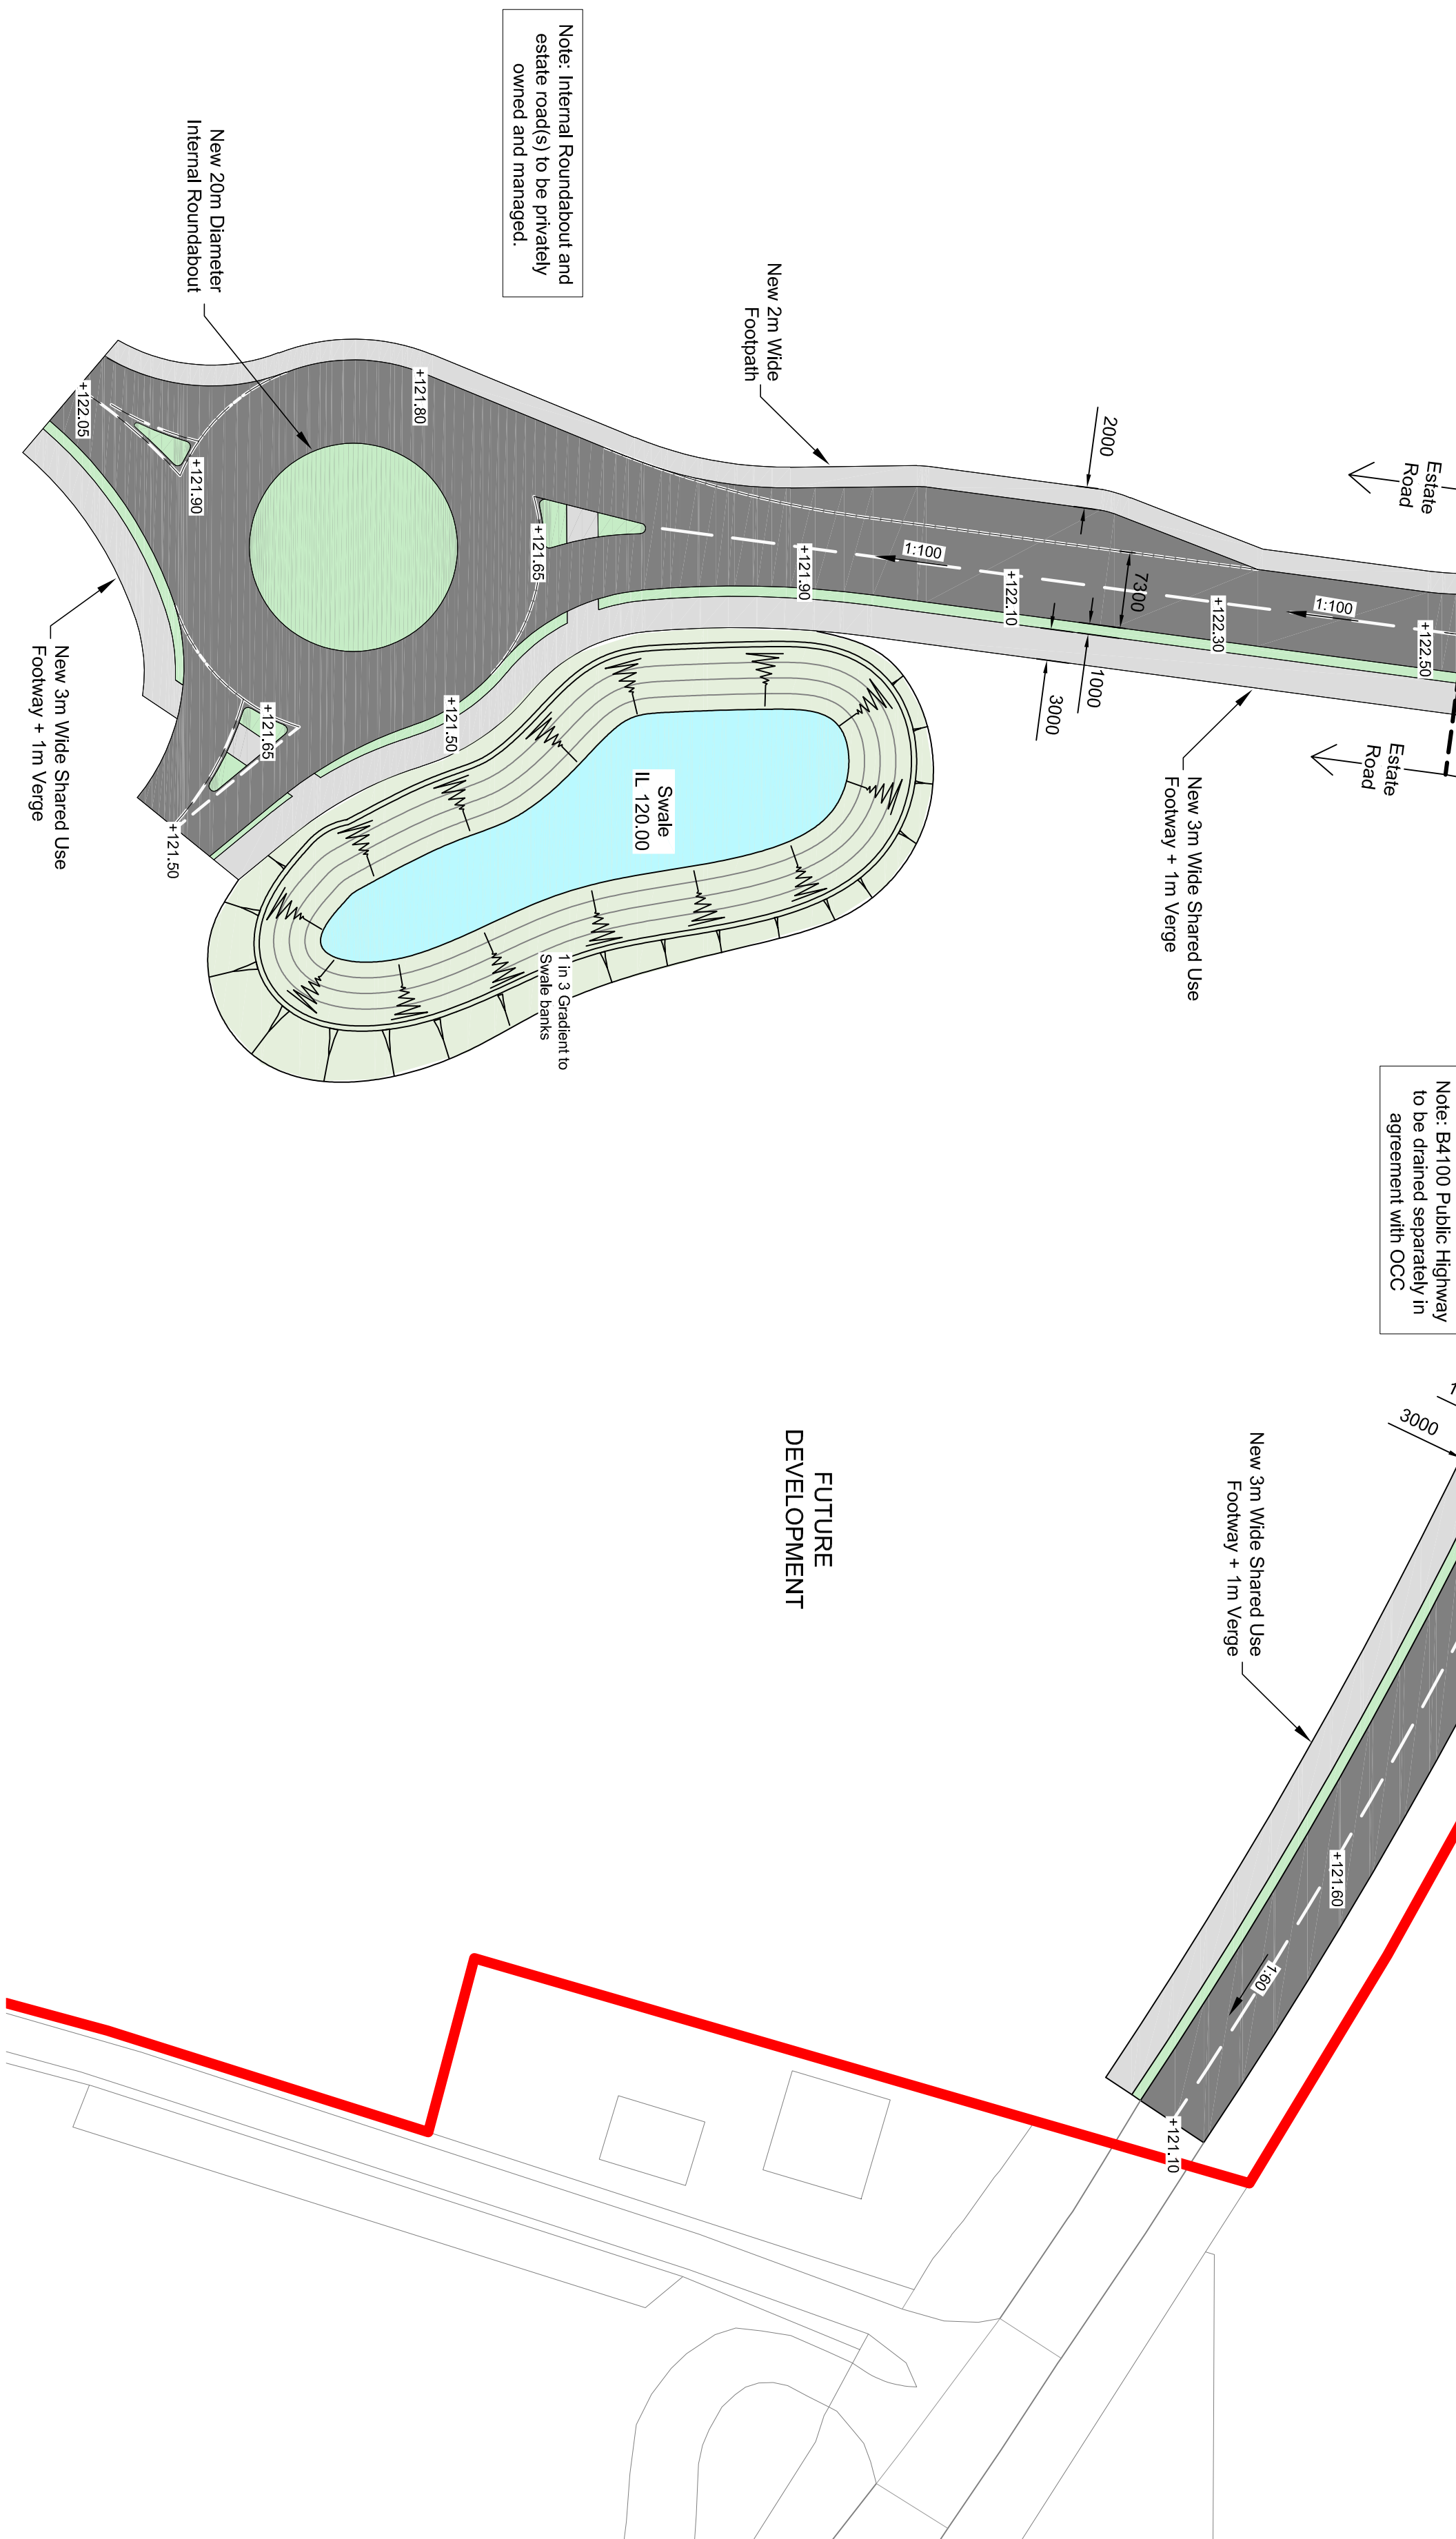 Note: Internal Roundabout and
estate road(s) to be privately
owned and managed.
New 20m Diameter
Internal Roundabout
New 2m Wide
Footpath
2000
Estate
Road
+121.80
+122.05
+121.90
+121.65
+121.90
1:100
+122.10
7300
+122.30
1:100
+122.50
1000
3000
New 3m Wide Shared Use
Footway + 1m Verge
+121.65
+121.50
+121.50
Swale
IL 120.00
New 3m Wide Shared Use
Footway + 1m Verge
Estate
Road
1 in 3 Gradient to
Swale banks
Note: B4100 Public Highway
to be drained separately in
agreement with OCC
3000
New 3m Wide Shared Use
Footway + 1m Verge
FUTURE
DEVELOPMENT
+121.60
1:60
+121.10